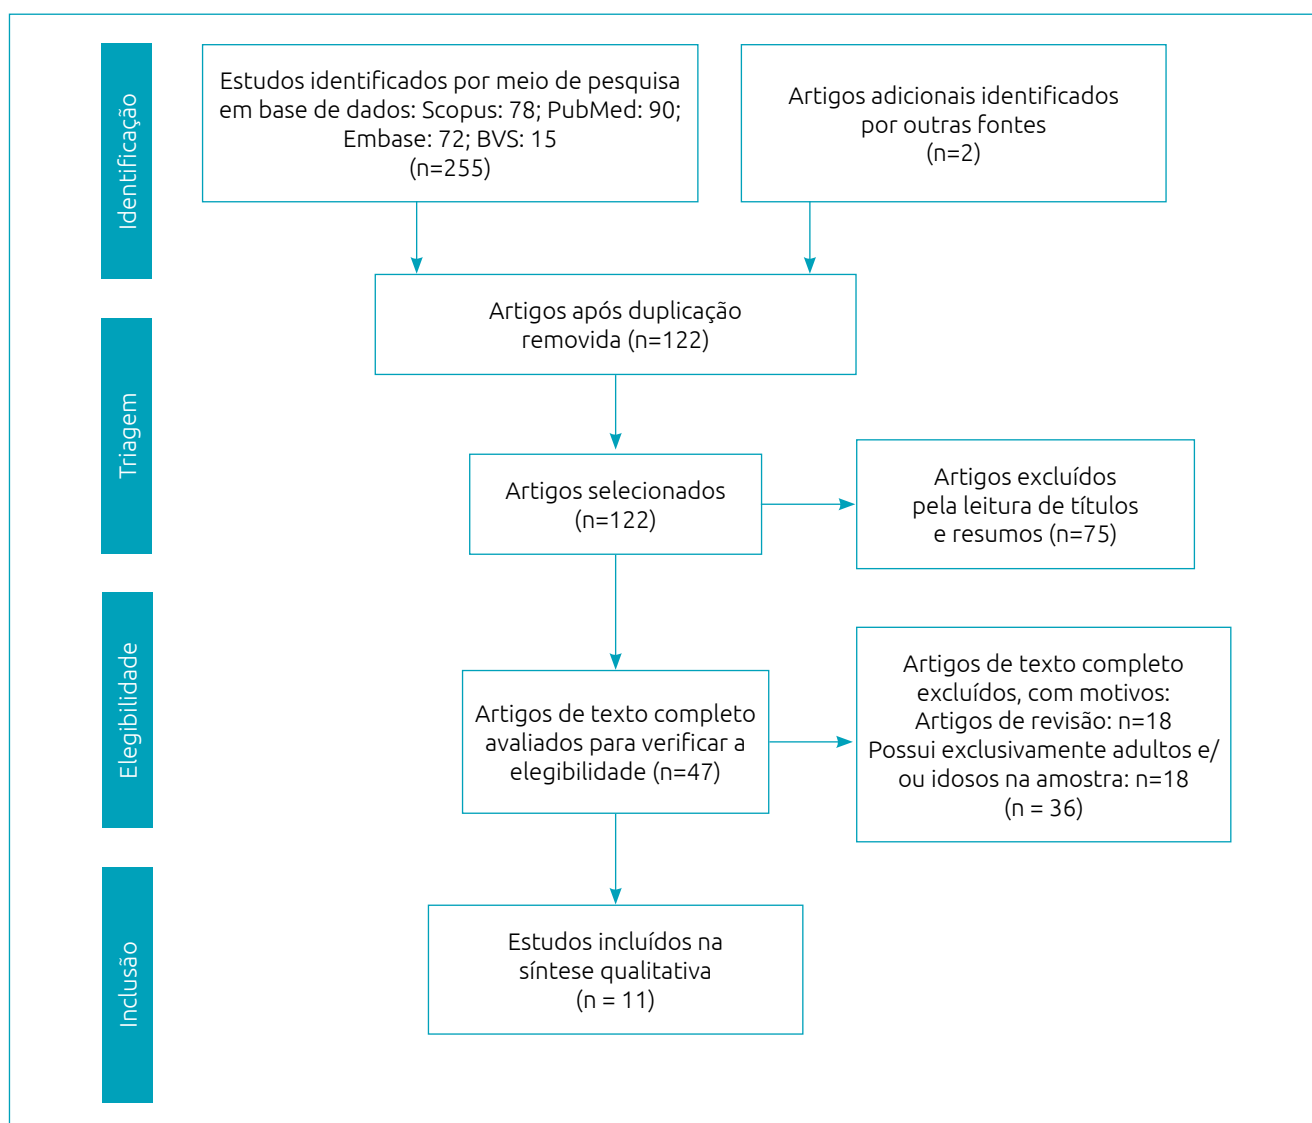 Identificação
Estudos identificados por meio de pesquisa
em base de dados: Scopus: 78; PubMed: 90;
Embase: 72; BVS: 15
(n=255)
Artigos adicionais identificados
por outras fontes
(n=2)
Artigos após duplicação
removida (n=122)
Triagem
Artigos selecionados
(n=122)
Artigos excluídos
pela leitura de títulos
e resumos (n=75)
Elegibilidade
Artigos de texto completo
avaliados para verificar a
elegibilidade (n=47)
Artigos de texto completo
excluídos, com motivos:
Artigos de revisão: n=18
Possui exclusivamente adultos e/
ou idosos na amostra: n=18
(n = 36)
Inclusão
Estudos incluídos na
síntese qualitativa
(n = 11)